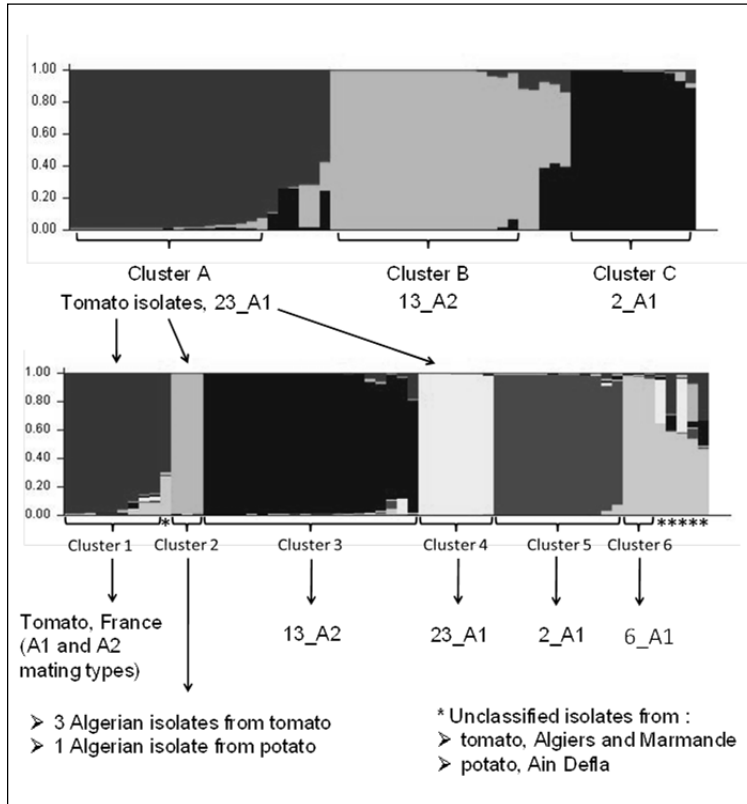 1.00
0.80
0.60
0.40
0.20
0.00
Cluster A Cluster B Cluster C
Tomato isolates, 23_A1 13_A2 2_A1
1.00
0.80
0.60
0.40
0.20
0.00
* *****
Cluster 1 Cluster 2 Cluster 3 Cluster 4 Cluster 5 Cluster 6
Tomato, France
(A1 and A2
mating types)
13_A2 23_A1 2_A1 6_A1
➢ 3 Algerian isolates from tomato
➢ 1 Algerian isolate from potato
* Unclassified isolates from :
➢ tomato, Algiers and Marmande
➢ potato, Ain Defla